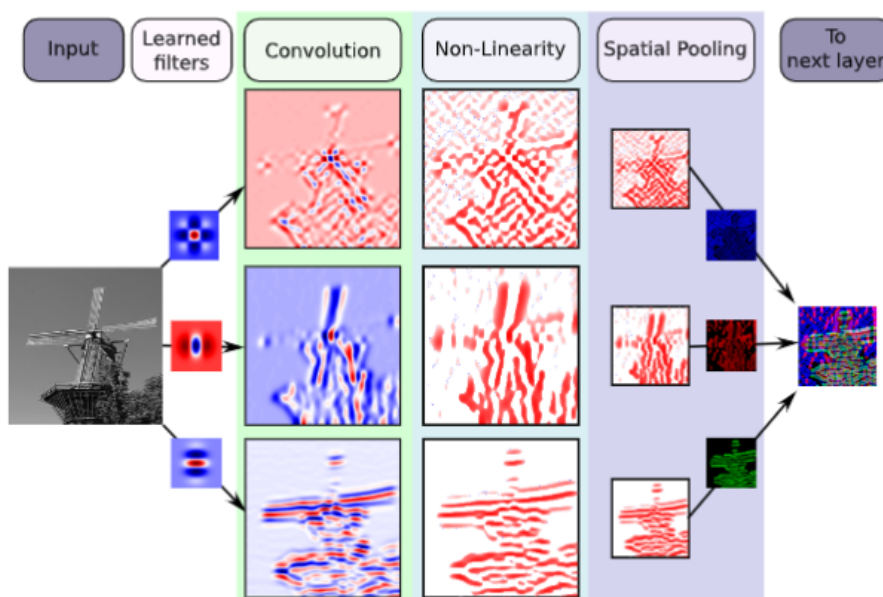 Input
Learned
filters
Convolution
Non-Linearity
Spatial Pooling
To
next layer